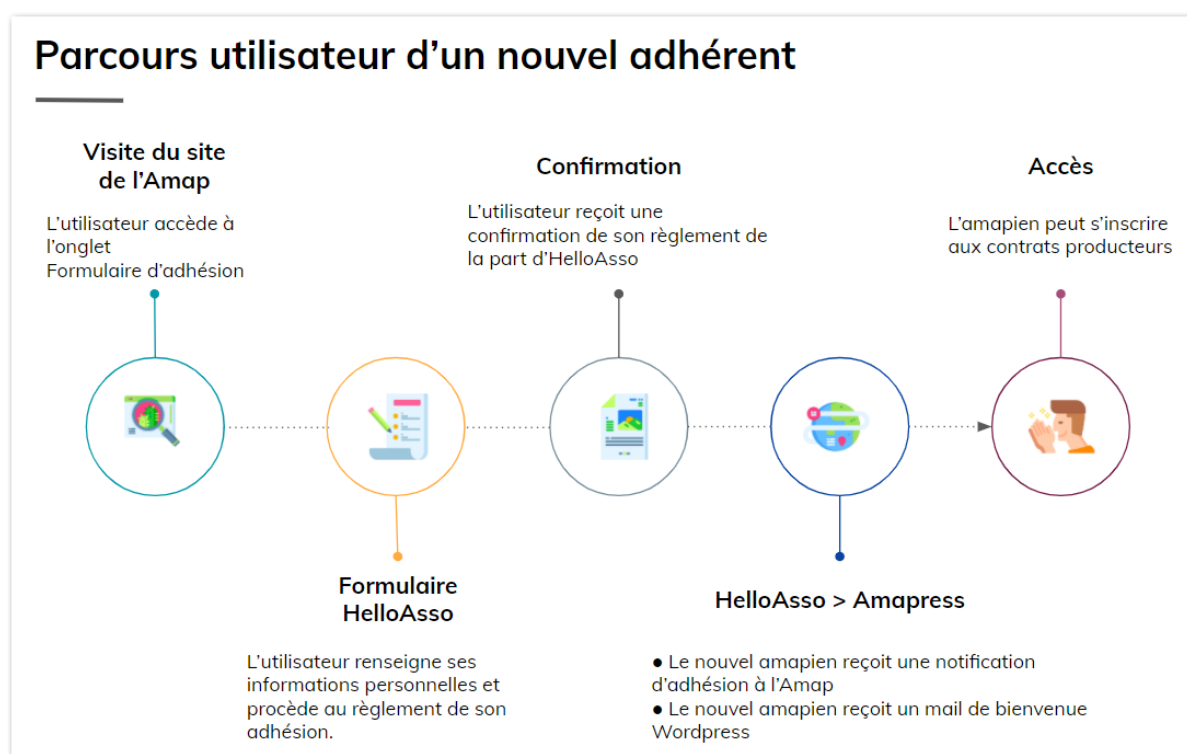 Parcours utilisateur d’un nouvel adhérent
Visite du site
de l’Amap
L’utilisateur accède à
l’onglet
Formulaire d’adhésion
Formulaire
HelloAsso
L’utilisateur renseigne ses
informations personnelles et
procède au règlement de son
adhésion.
Confirmation
L’utilisateur reçoit une
confirmation de son règlement de
la part d’HelloAsso
HelloAsso > Amapress
● Le nouvel amapien reçoit une notification
d’adhésion à l’Amap
● Le nouvel amapien reçoit un mail de bienvenue
Wordpress
Accès
L’amapien peut s’inscrire
aux contrats producteurs